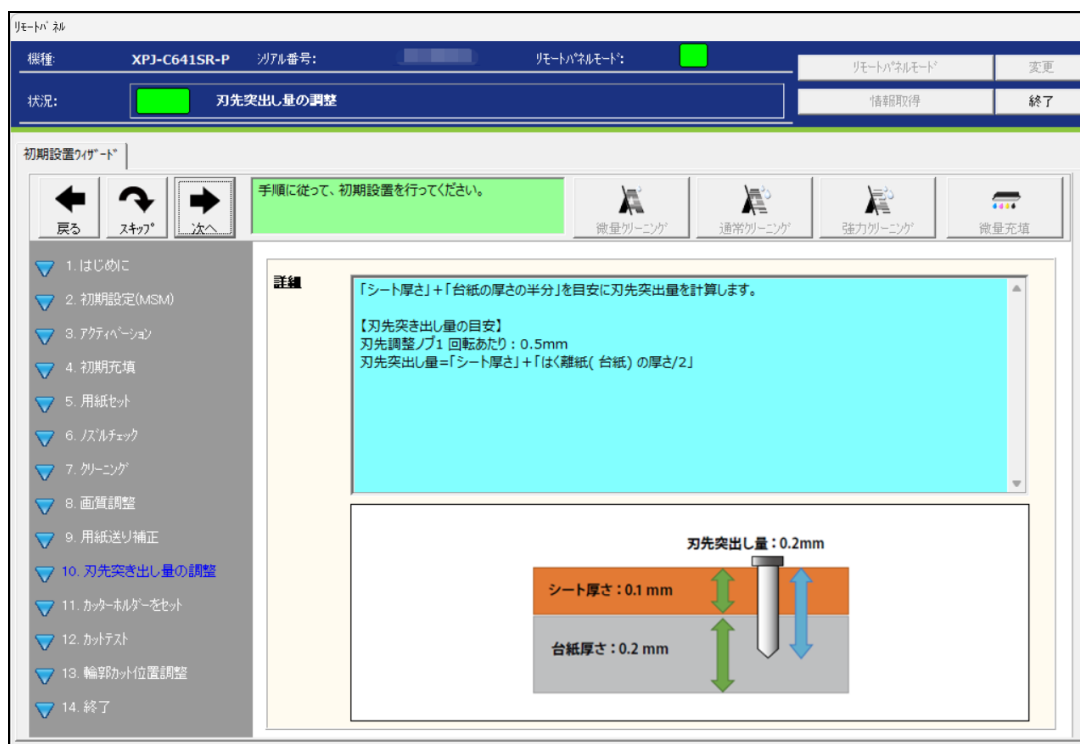 リモートパネル
機種:
XPJ-C641SR-P
シリアル番号:
リモートパネルモード:
リモートパネルモード
変更
状況:
刃先突出し量の調整
情報取得
終了
初期設置ウィザード
戻る
スキップ
次へ
手順に従って、初期設置を行ってください。
微量クリーニング
通常クリーニング
強力クリーニング
微量充填
1. はじめに
2. 初期設定(MSM)
3. アクティベーション
4. 初期充填
5. 用紙セット
6. ノズルチェック
7. クリーニング
8. 画質調整
9. 用紙送り補正
10. 刃先突き出し量の調整
11. カッターホルダーをセット
12. カットテスト
13. 輪郭カット位置調整
14. 終了
詳細
「シート厚さ」+「台紙の厚さの半分」を目安に刃先突出量を計算します。
【刃先突き出し量の目安】
刃先調整ノブ1 回転あたり : 0.5mm
刃先突出し量=「シート厚さ」+「はく離紙( 台紙) の厚さ/2」
刃先突出し量：0.2mm
シート厚さ：0.1 mm
台紙厚さ：0.2 mm